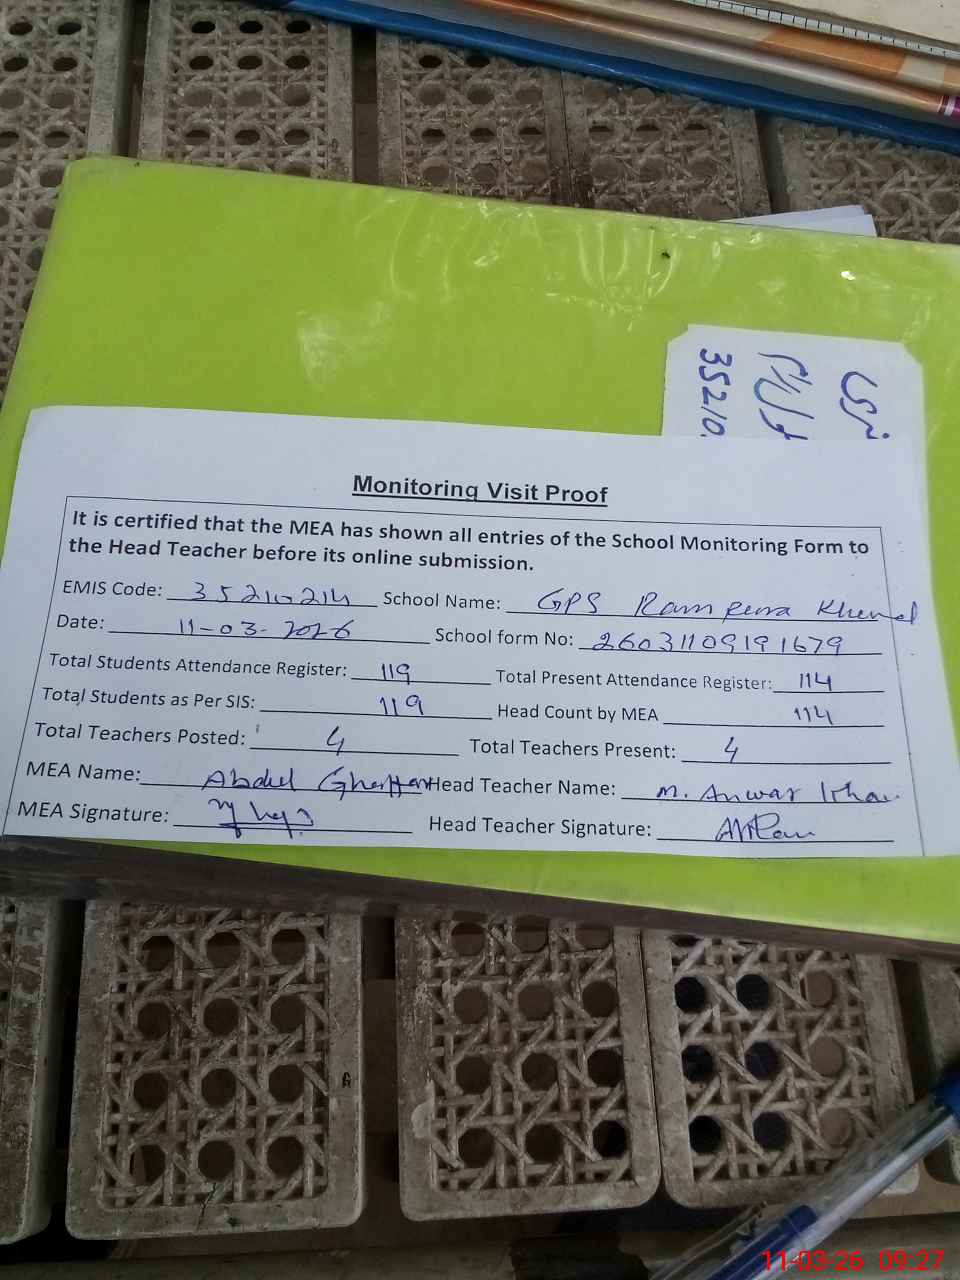 35210
Monitoring Visit Proof
It is certified that the MEA has shown all entries of the School Monitoring Form to
the Head Teacher before its online submission.
EMIS Code: 35210214 School Name: GPS Rampura
Date: 11-03-2026 School form No: 26031109191679
Total Students Attendance Register: 119 Total Present Attendance Register: 114
Total Students as Per SIS: 119 Head Count by MEA 114
Total Teachers Posted: 4 Total Teachers Present: 4
MEA Name: Abdul Ghaffar Head Teacher Name: M. Anwar Khan
MEA Signature: Head Teacher Signature:
11-03-26 09:27